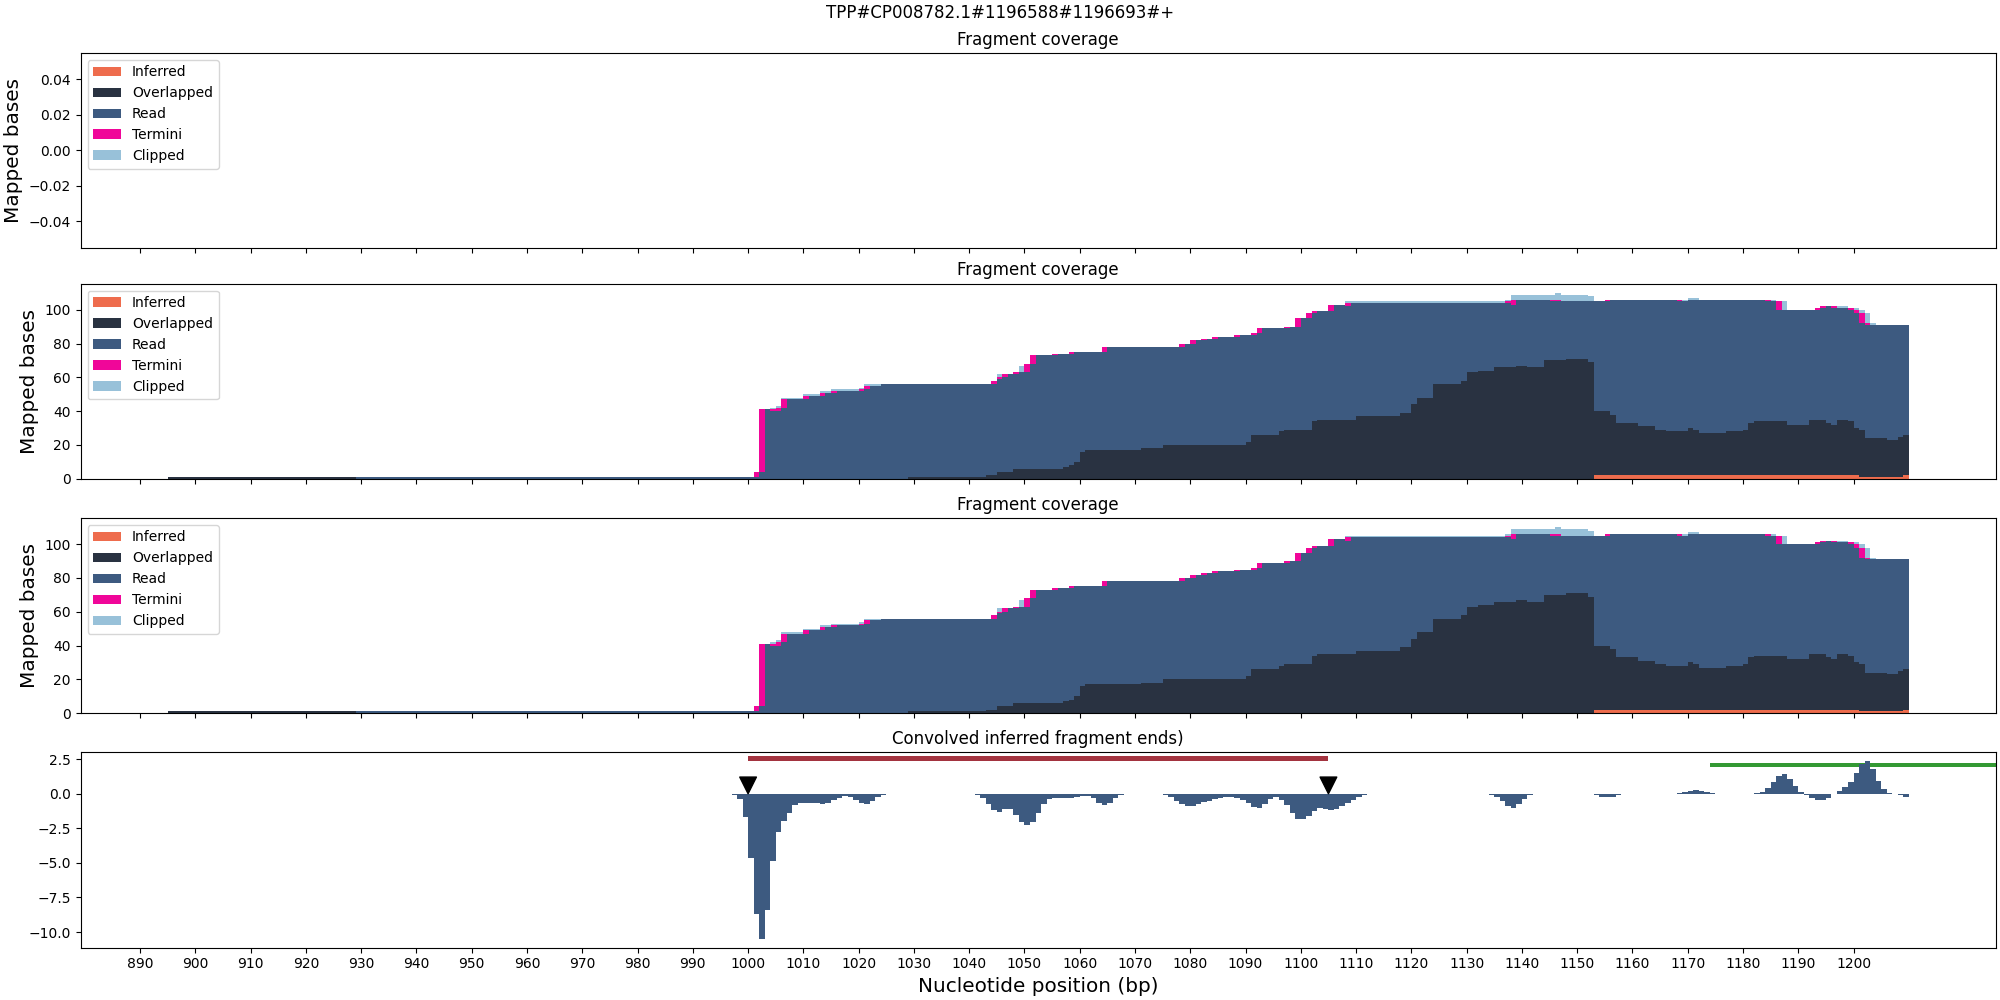 TPP#CP008782.1#1196588#1196693#+
Fragment coverage
Mapped bases
0.04
0.02
0.00
−0.02
−0.04
Inferred
Overlapped
Read
Termini
Clipped
Fragment coverage
Mapped bases
100
80
60
40
20
0
Inferred
Overlapped
Read
Termini
Clipped
Fragment coverage
Mapped bases
100
80
60
40
20
0
Inferred
Overlapped
Read
Termini
Clipped
Convolved inferred fragment ends)
2.5
0.0
−2.5
−5.0
−7.5
−10.0
890 900 910 920 930 940 950 960 970 980 990 1000 1010 1020 1030 1040 1050 1060 1070 1080 1090 1100 1110 1120 1130 1140 1150 1160 1170 1180 1190 1200
Nucleotide position (bp)